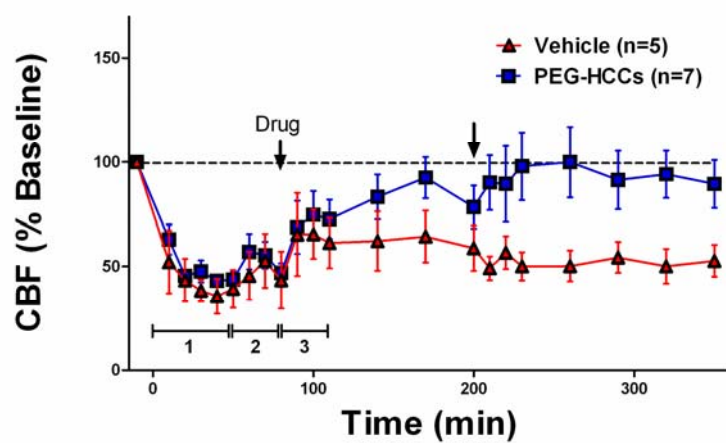 150
Vehicle (n=5)
PEG-HCCs (n=7)
Drug
100
50
1
2
3
0
0
100
200
300
CBF (% Baseline)
Time (min)